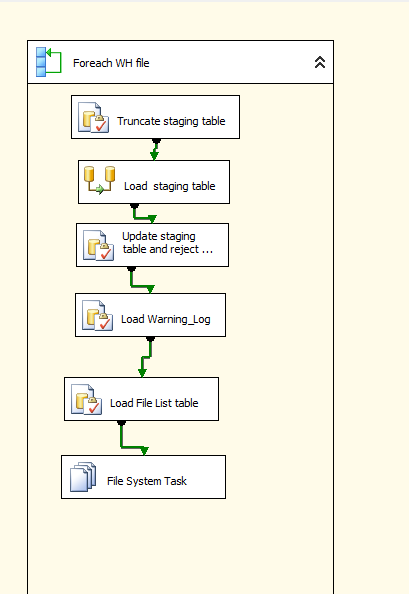 Foreach WH file
Truncate staging table
Load  staging table
Update staging
table and reject ...
Load Warning_Log
Load File List table
File System Task